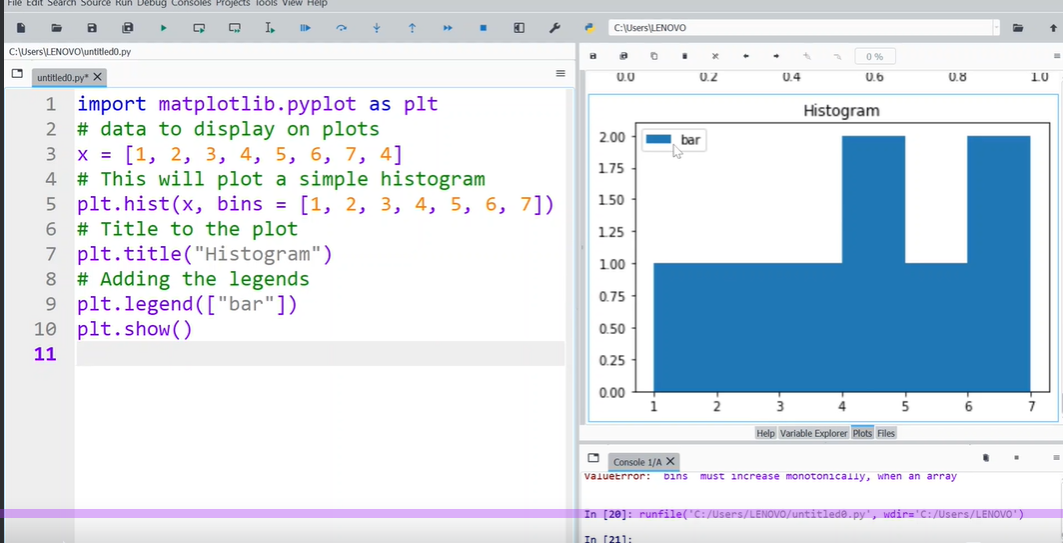 File Edit Search Source Run Debug Consoles Projects Tools View Help
C:\Users\LENOVO
C:\Users\LENOVO\untitled0.py
untitled0.py*
1 import matplotlib.pyplot as plt
2 # data to display on plots
3 x = [1, 2, 3, 4, 5, 6, 7, 4]
4 # This will plot a simple histogram
5 plt.hist(x, bins = [1, 2, 3, 4, 5, 6, 7])
6 # Title to the plot
7 plt.title("Histogram")
8 # Adding the legends
9 plt.legend(["bar"])
10 plt.show()
11
0 %
0.0 0.2 0.4 0.6 0.8 1.0
Histogram
bar
2.00
1.75
1.50
1.25
1.00
0.75
0.50
0.25
0.00
1 2 3 4 5 6 7
Help Variable Explorer Plots Files
Console 1/A
ValueError: `bins` must increase monotonically, when an array
In [20]: runfile('C:/Users/LENOVO/untitled0.py', wdir='C:/Users/LENOVO')
In [21]: